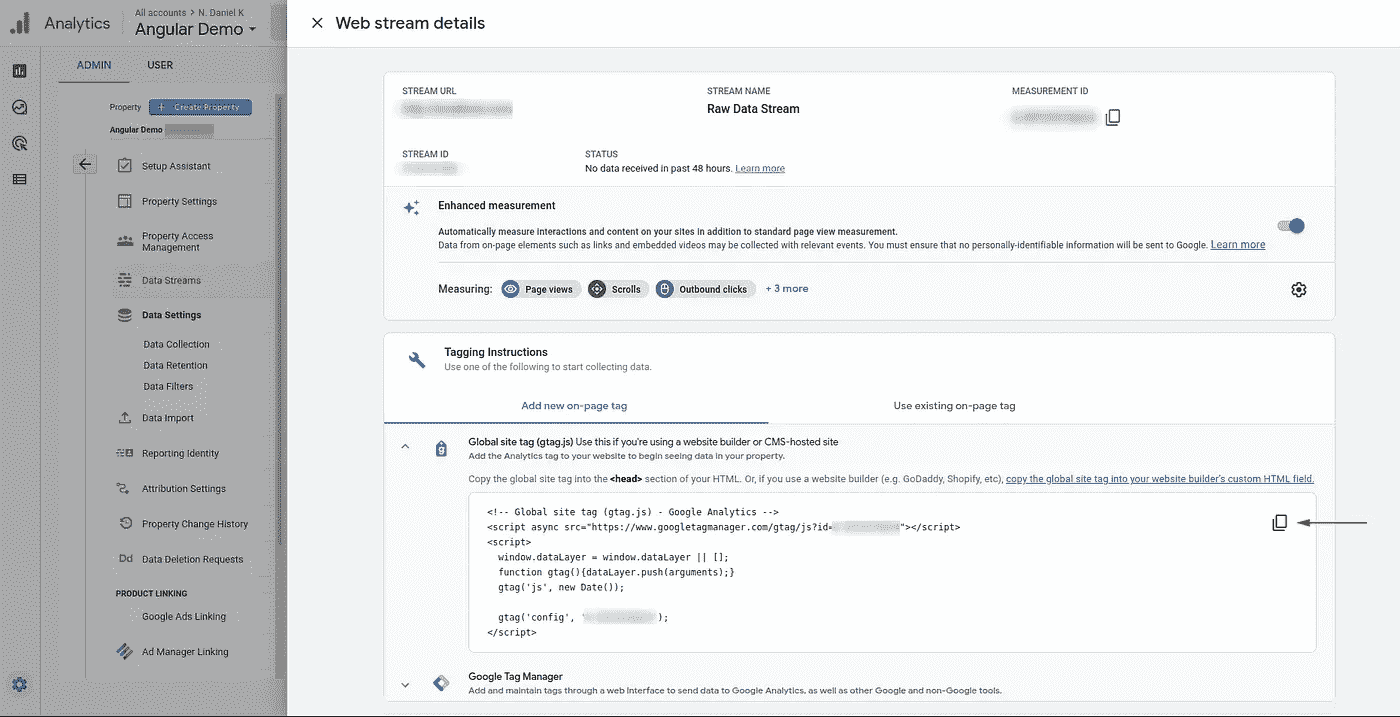 Analytics
All accounts > N. Daniel K
Angular Demo
ADMIN
USER
Property
+ Create Property
Angular Demo
Setup Assistant
Property Settings
Property Access
Management
Data Streams
Data Settings
Data Collection
Data Retention
Data Filters
Data Import
Reporting Identity
Attribution Settings
Property Change History
Dd Data Deletion Requests
PRODUCT LINKING
Google Ads Linking
Ad Manager Linking
Web stream details
STREAM URL
STREAM NAME
Raw Data Stream
MEASUREMENT ID
STREAM ID
STATUS
No data received in past 48 hours. Learn more
Enhanced measurement
Automatically measure interactions and content on your sites in addition to standard page view measurement.
Data from on-page elements such as links and embedded videos may be collected with relevant events. You must ensure that no personally-identifiable information will be sent to Google. Learn more
Measuring: Page views Scrolls Outbound clicks + 3 more
Tagging Instructions
Use one of the following to start collecting data.
Add new on-page tag
Use existing on-page tag
g
Global site tag (gtag.js) Use this if you're using a website builder or CMS-hosted site
Add the Analytics tag to your website to begin seeing data in your property.
Copy the global site tag into the <head> section of your HTML. Or, if you use a website builder (e.g. GoDaddy, Shopify, etc), copy the global site tag into your website builder's custom HTML field.
<!-- Global site tag (gtag.js) - Google Analytics -->
<script async src="https://www.googletagmanager.com/gtag/js?id= "></script>
<script>
window.dataLayer = window.dataLayer || [];
function gtag(){dataLayer.push(arguments);}
gtag('js', new Date());
gtag('config', ' );
</script>
Google Tag Manager
Add and maintain tags through a web Interface to send data to Google Analytics, as well as other Google and non-Google tools.